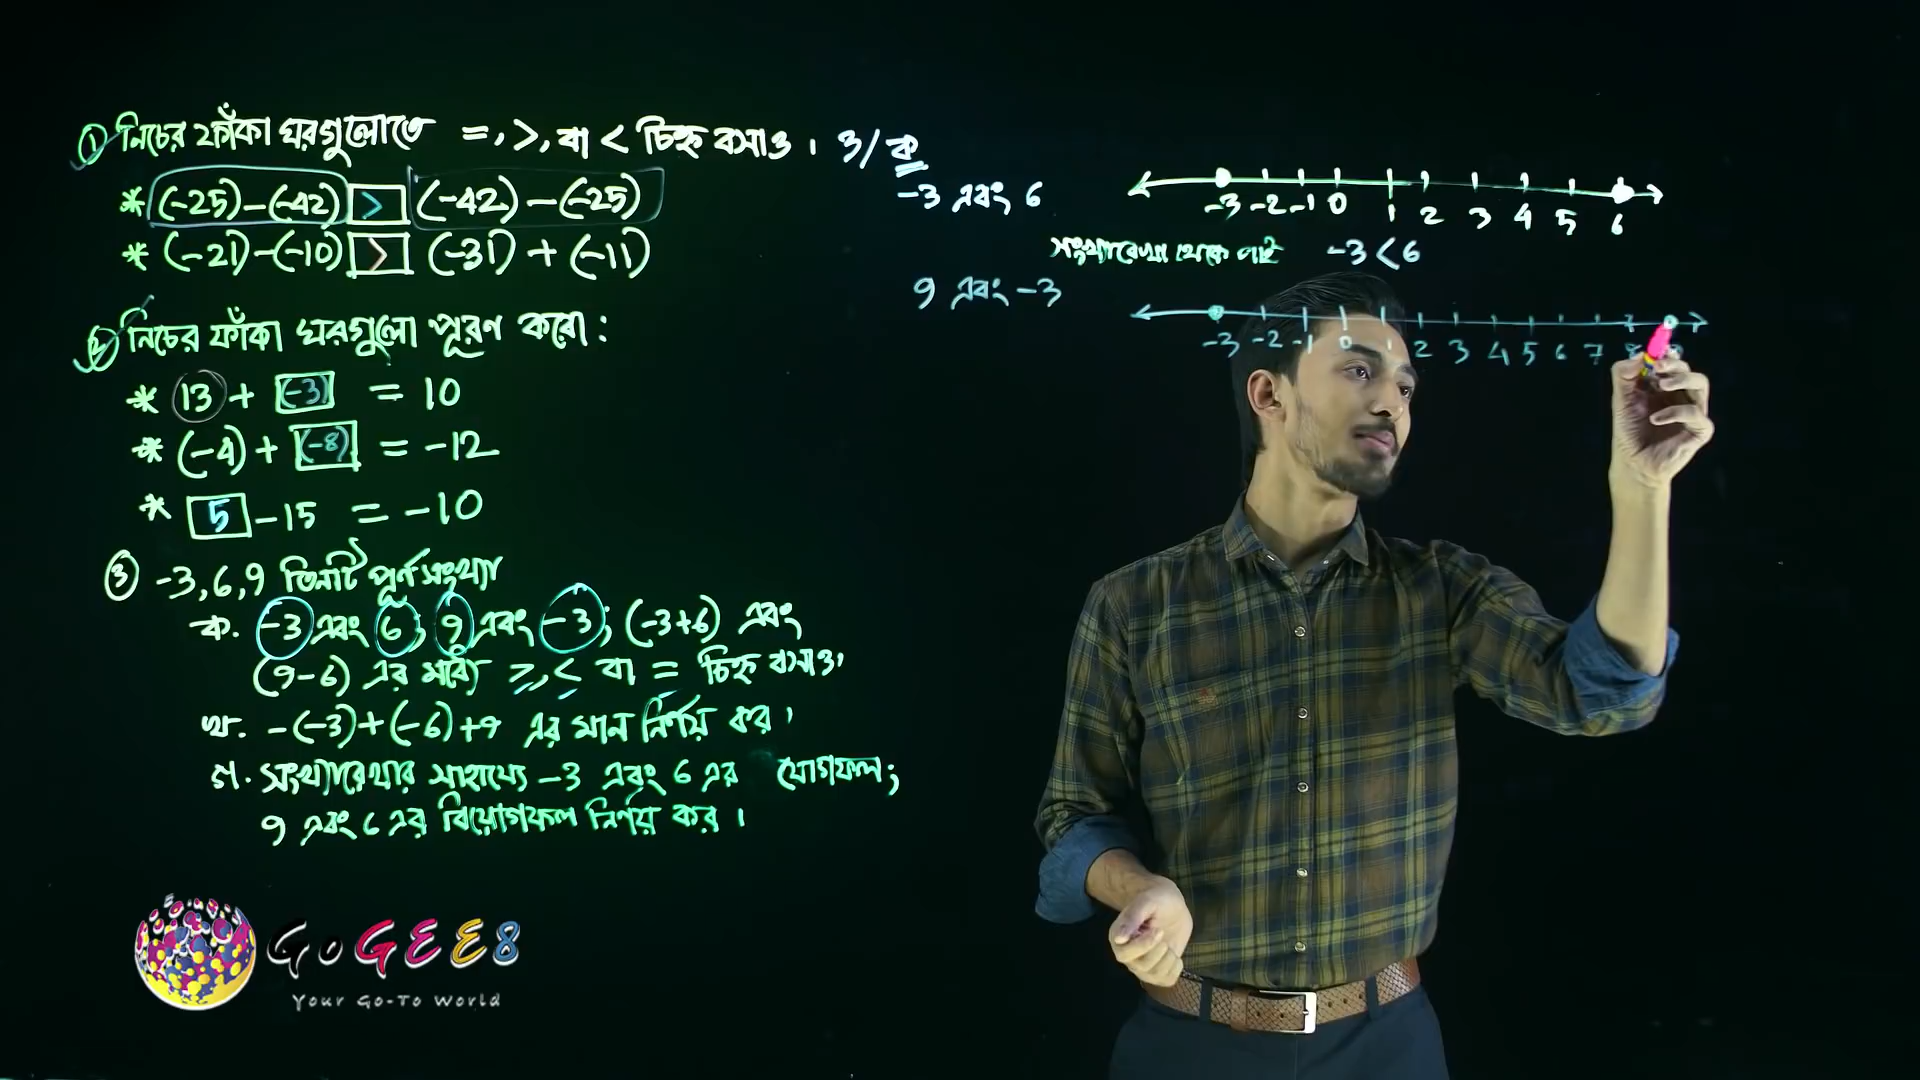 ① নিচের ফাঁকা ঘরগুলোতে =, >, বা < চিহ্ন বসাও। 3/ক
* (-25)-(-42) > (-42)-(-25)
* (-21)-(-10) > (-31)+(-11)
② নিচের ফাঁকা ঘরগুলো পূরণ করো:
* 13 + (-3) = 10
* (-4)+ (-8) = -12
* 5 -15 = -10
③ -3, 6, 9 তিনটি পূর্ণসংখ্যা
ক. -3 এবং 6; 9 এবং -3; (-3+6) এবং
(9-6) এর মধ্যে >, < বা = চিহ্ন বসাও।
খ. -(-3)+(-6)+9 এর মান নির্ণয় কর।
গ. সংখ্যারেখার সাহায্যে -3 এবং 6 এর যোগফল;
9 এবং 6 এর বিয়োগফল নির্ণয় কর।
-3 এবং 6
-3 -2 -1 0 1 2 3 4 5 6
সংখ্যারেখা থেকে পাই -3 < 6
9 এবং -3
-3 -2 -1 0 1 2 3 4 5 6 7 8
GoGEE8
Your Go-To World